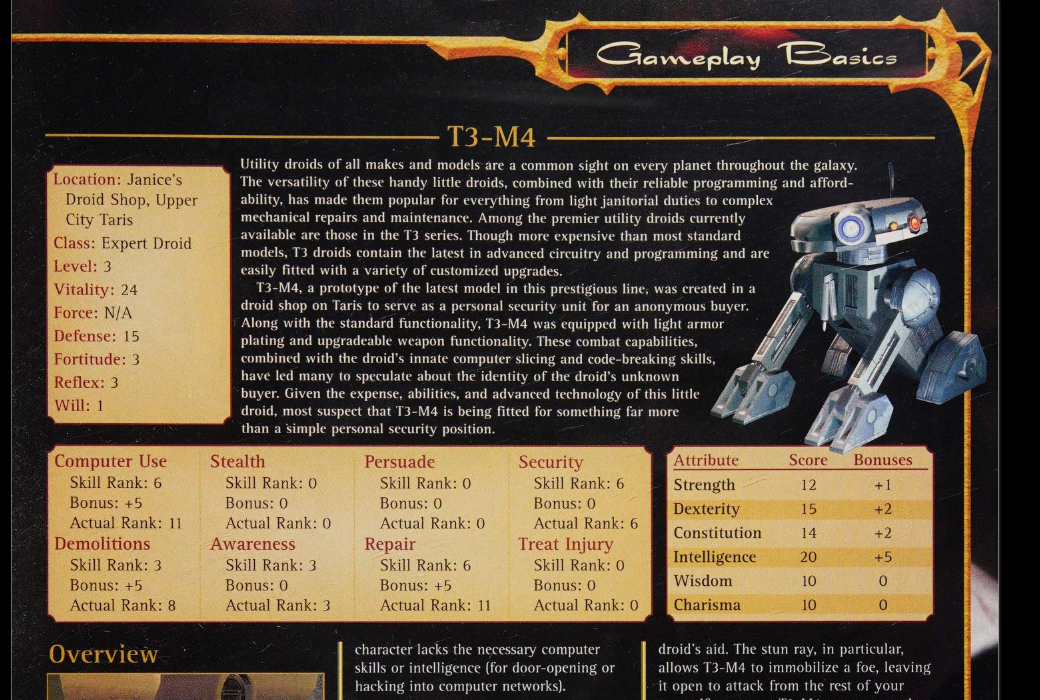 Gameplay Basics
T3-M4
Location: Janice's
Droid Shop, Upper
City Taris
Class: Expert Droid
Level: 3
Vitality: 24
Force: N/A
Defense: 15
Fortitude: 3
Reflex: 3
Will: 1
Utility droids of all makes and models are a common sight on every planet throughout the galaxy.
The versatility of these handy little droids, combined with their reliable programming and afford-
ability, has made them popular for everything from light janitorial duties to complex
mechanical repairs and maintenance. Among the premier utility droids currently
available are those in the T3 series. Though more expensive than most standard
models, T3 droids contain the latest in advanced circuitry and programming and are
easily fitted with a variety of customized upgrades.
T3-M4, a prototype of the latest model in this prestigious line, was created in a
droid shop on Taris to serve as a personal security unit for an anonymous buyer.
Along with the standard functionality, T3-M4 was equipped with light armor
plating and upgradeable weapon functionality. These combat capabilities,
combined with the droid's innate computer slicing and code-breaking skills,
have led many to speculate about the identity of the droid's unknown
buyer. Given the expense, abilities, and advanced technology of this little
droid, most suspect that T3-M4 is being fitted for something far more
than a simple personal security position.
Computer Use
Skill Rank: 6
Bonus: +5
Actual Rank: 11
Stealth
Skill Rank: 0
Bonus: 0
Actual Rank: 0
Persuade
Skill Rank: 0
Bonus: 0
Actual Rank: 0
Security
Skill Rank: 6
Bonus: 0
Actual Rank: 6
Demolitions
Skill Rank: 3
Bonus: +5
Actual Rank: 8
Awareness
Skill Rank: 3
Bonus: 0
Actual Rank: 3
Repair
Skill Rank: 6
Bonus: +5
Actual Rank: 11
Treat Injury
Skill Rank: 0
Bonus: 0
Actual Rank: 0
Attribute Score Bonuses
Strength 12 +1
Dexterity 15 +2
Constitution 14 +2
Intelligence 20 +5
Wisdom 10 0
Charisma 10 0
Overview
character lacks the necessary computer
skills or intelligence (for door-opening or
hacking into computer networks).
droid's aid. The stun ray, in particular,
allows T3-M4 to immobilize a foe, leaving
it open to attack from the rest of your